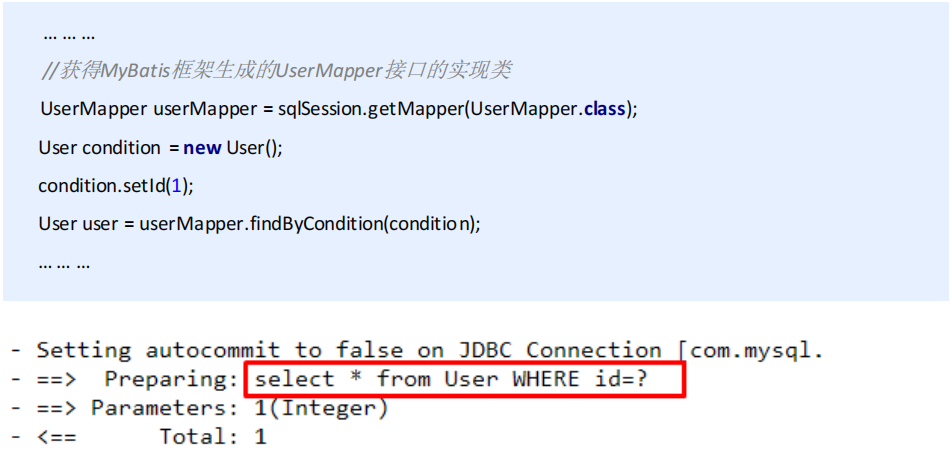 … … …
//获得MyBatis框架生成的UserMapper接口的实现类
UserMapper userMapper = sqlSession.getMapper(UserMapper.class);
User condition = new User();
condition.setId(1);
User user = userMapper.findByCondition(condition);
… … …
- Setting autocommit to false on JDBC Connection [com.mysql.
- ==>  Preparing: select * from User WHERE id=?
- ==> Parameters: 1(Integer)
- <==      Total: 1